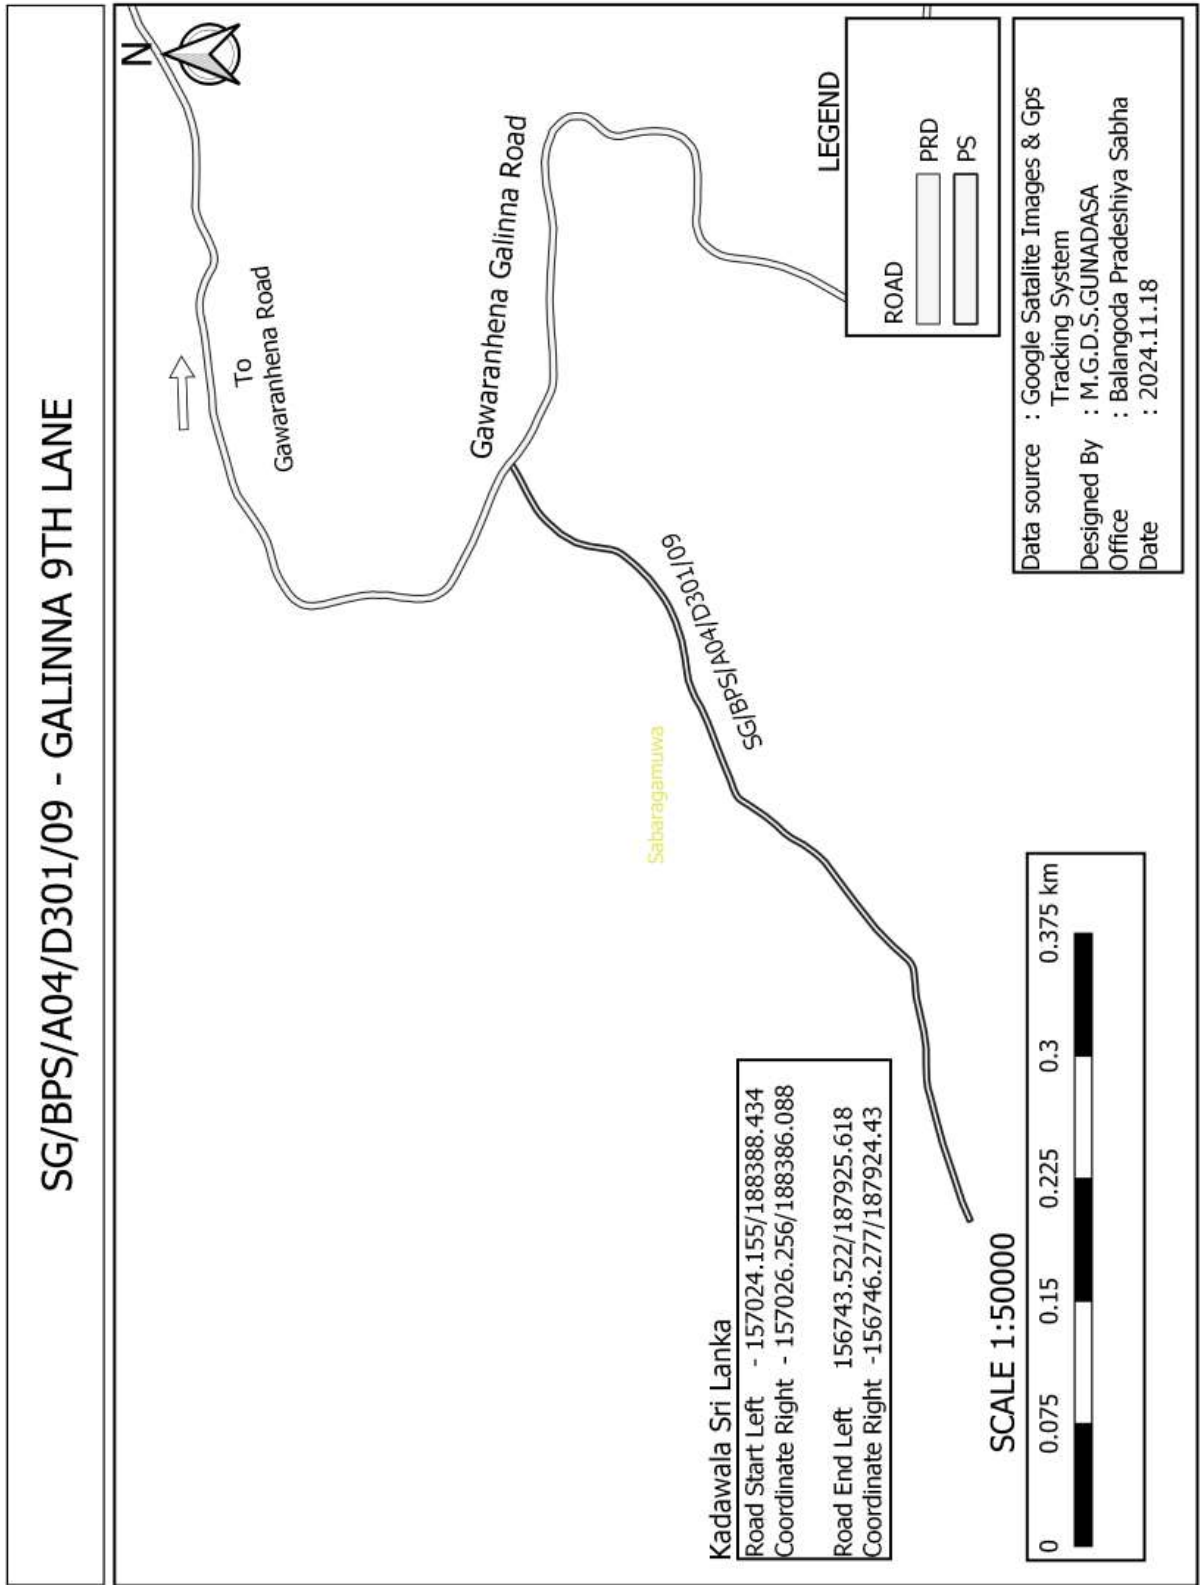 SG/BPS/A04/D301/09 - GALINNA 9TH LANE
N
To
Gawaranhena Road
Gawaranhena Galinna Road
SG/BPS/A04/D301/09
Sabaragamuwa
LEGEND
ROAD
PRD
PS
Kadawala Sri Lanka
Road Start Left - 157024.155/188388.434
Coordinate Right - 157026.256/188386.088
Road End Left 156743.522/187925.618
Coordinate Right -156746.277/187924.43
Data source : Google Satalite Images & Gps
Tracking System
Designed By : M.G.D.S.GUNADASA
Office : Balangoda Pradeshiya Sabha
Date : 2024.11.18
SCALE 1:50000
0 0.075 0.15 0.225 0.3 0.375 km